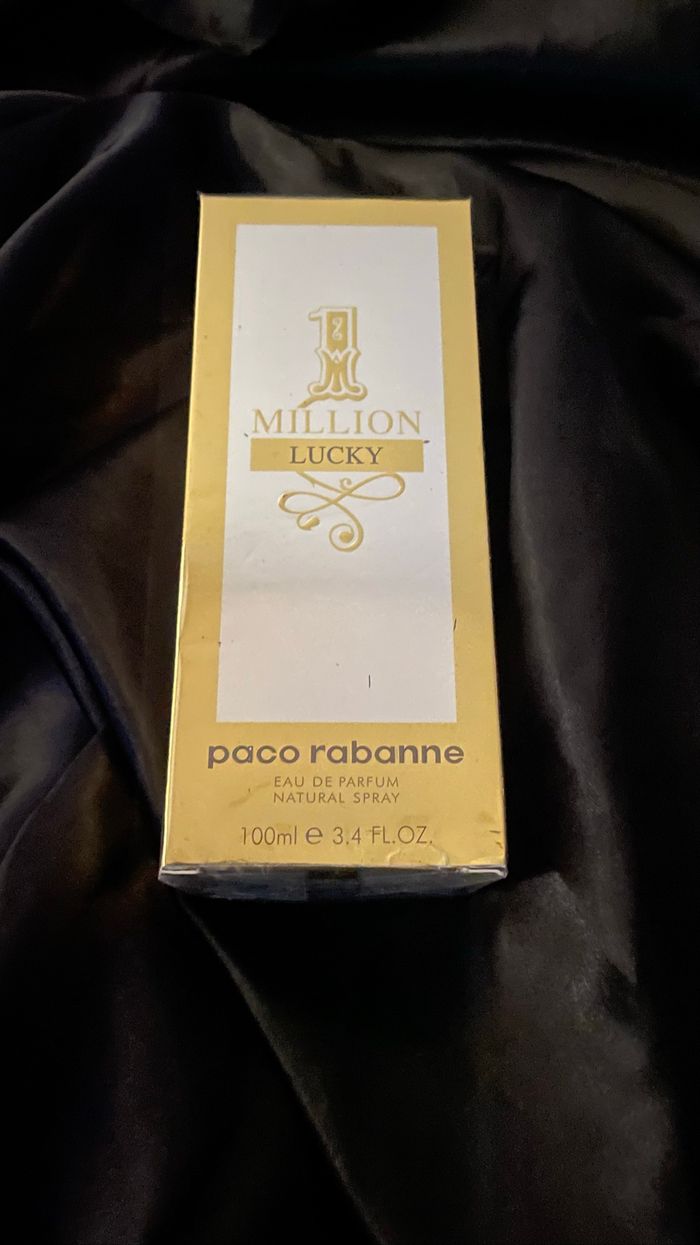 1
MILLION
LUCKY
paco rabanne
EAU DE PARFUM
NATURAL SPRAY
100ml e 3.4 FL.OZ.